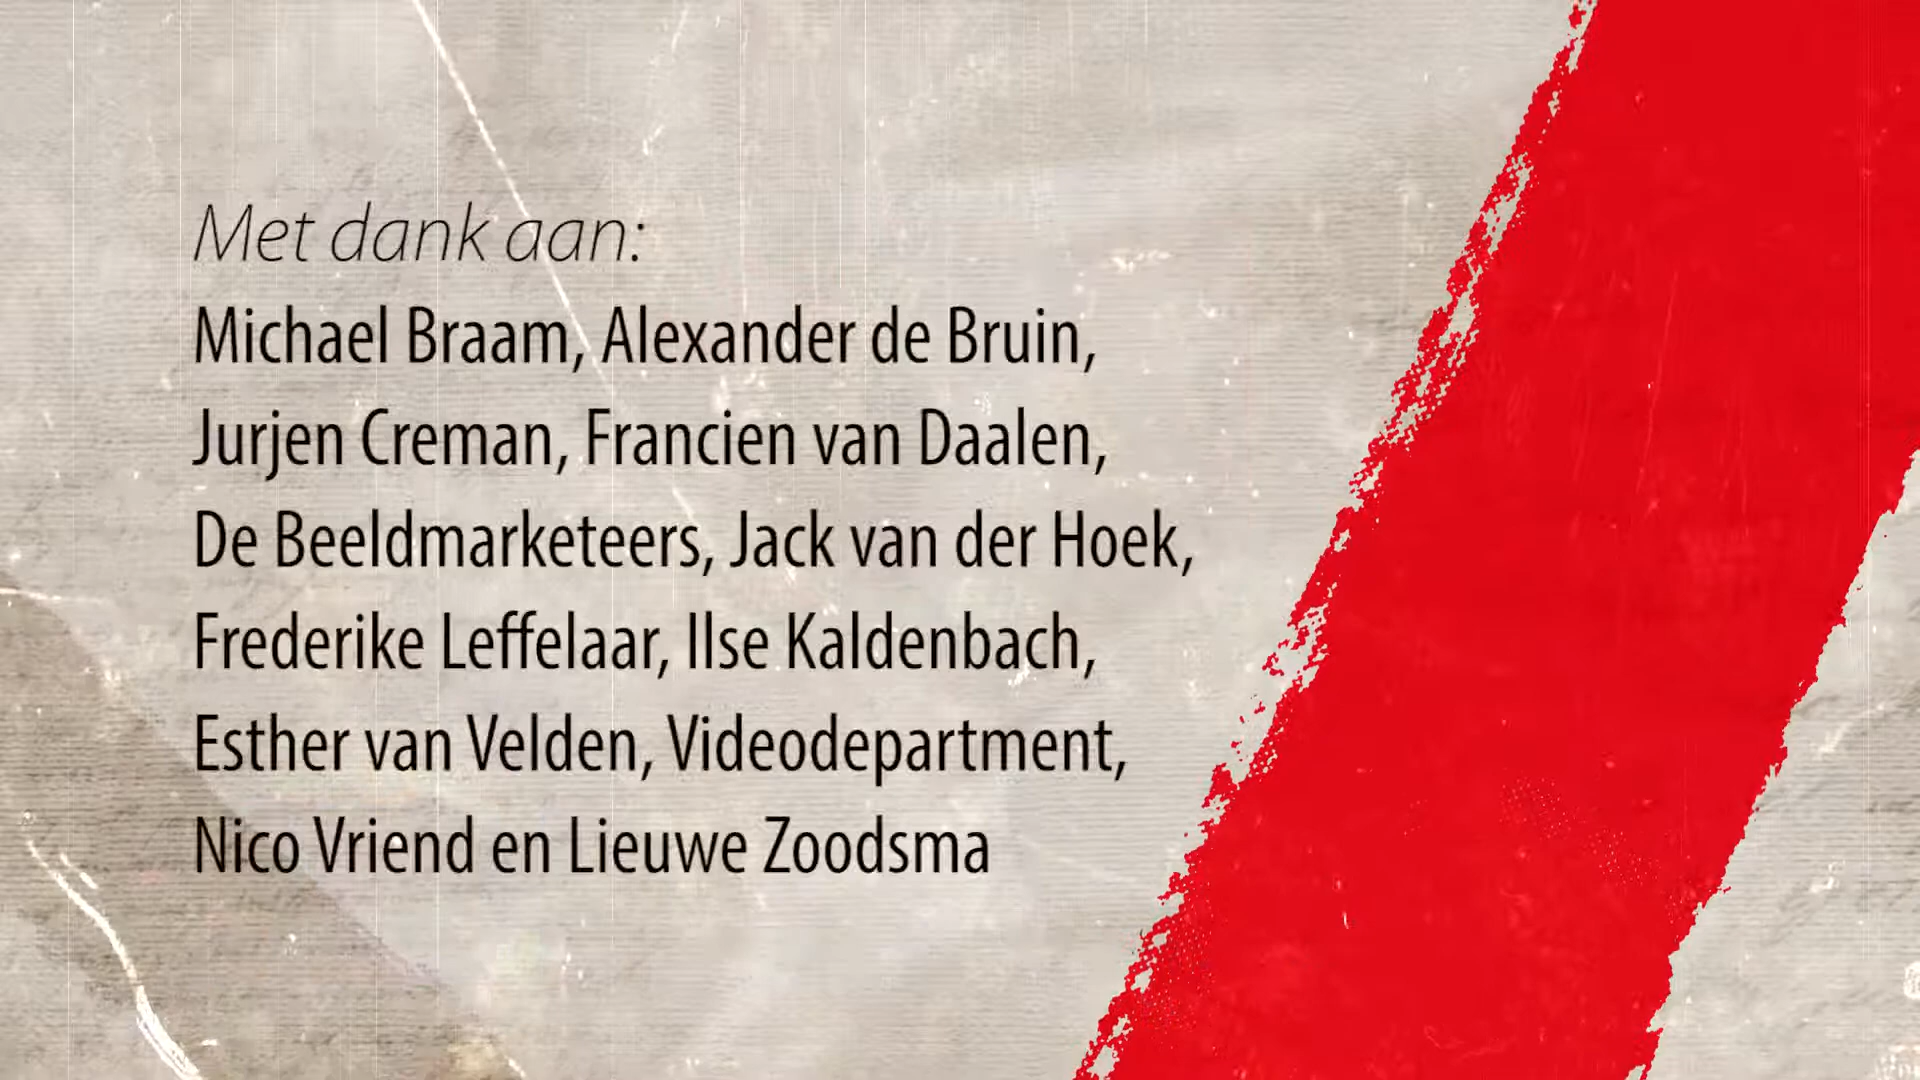 Met dank aan:
Michael Braam, Alexander de Bruin,
Jurjen Creman, Francien van Daalen,
De Beeldmarketeers, Jack van der Hoek,
Frederike Leffelaar, Ilse Kaldenbach,
Esther van Velden, Videodepartment,
Nico Vriend en Lieuwe Zoodsma